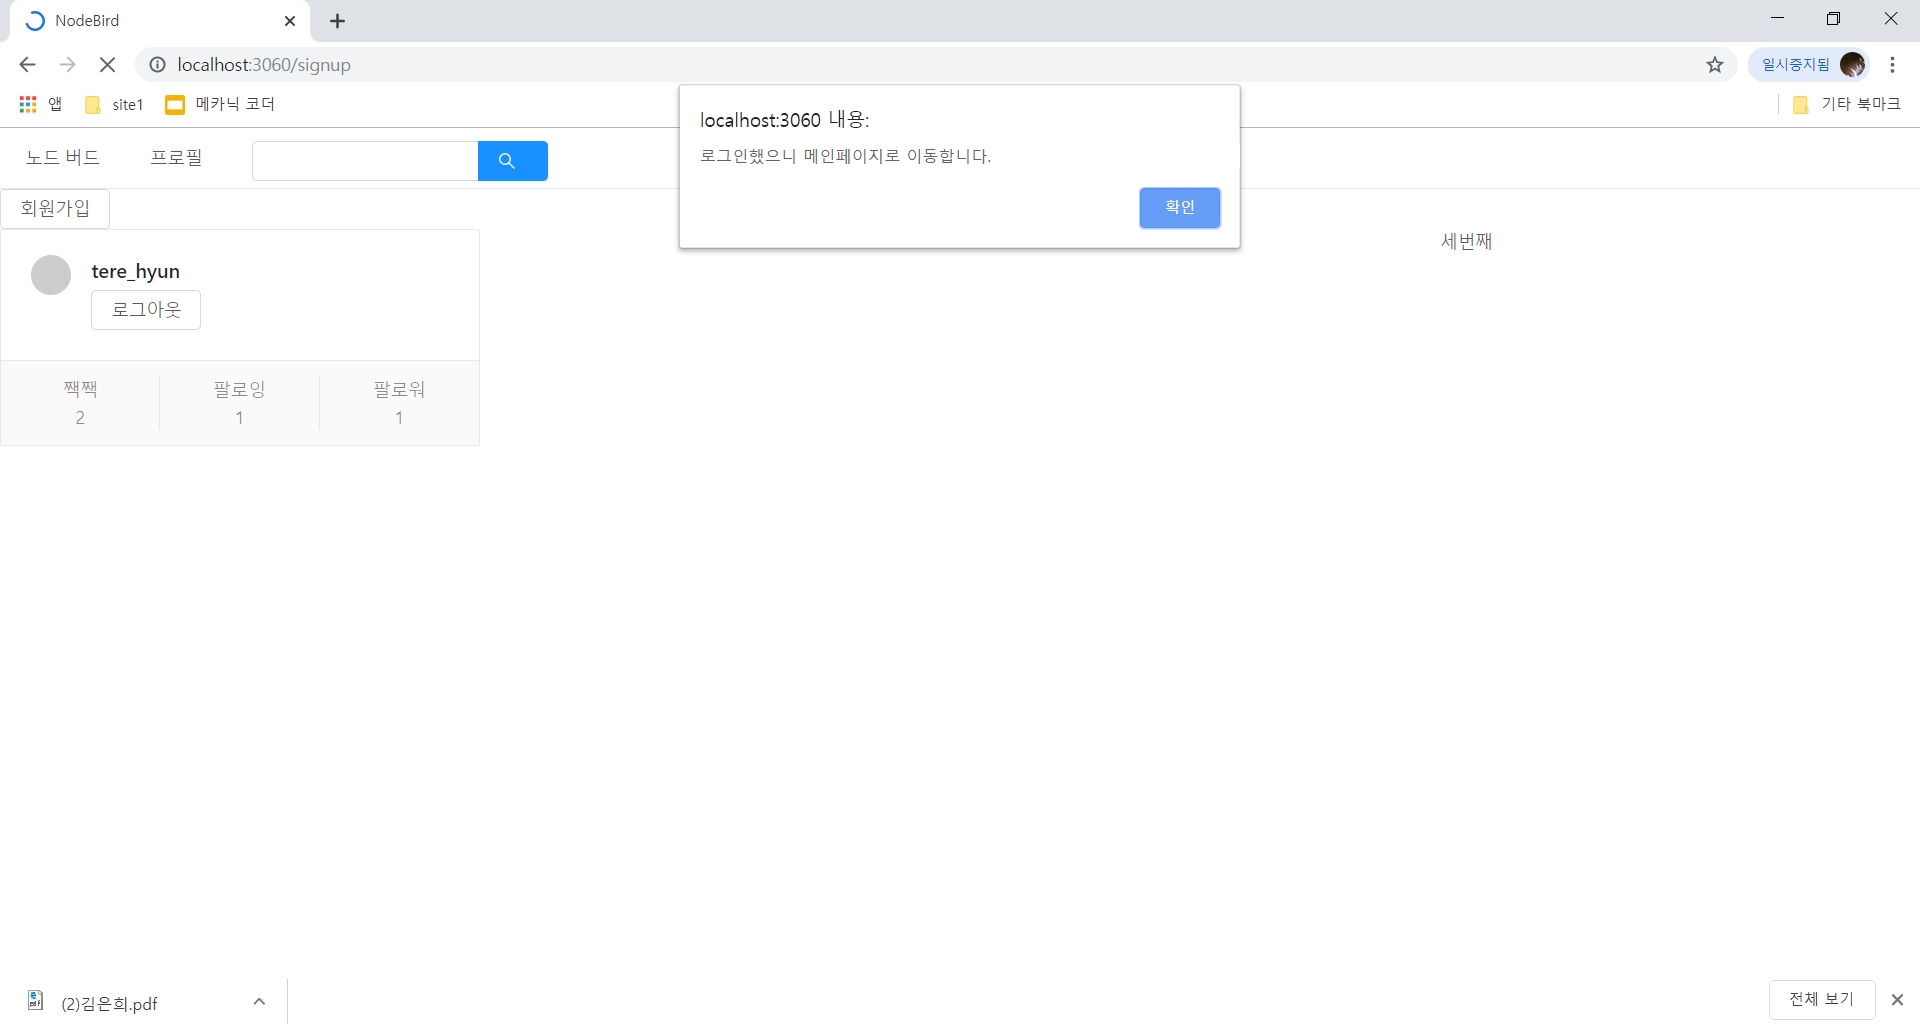 NodeBird
localhost:3060/signup
일시중지됨
앱
site1
메카닉 코더
기타 북마크
localhost:3060 내용:
로그인했으니 메인페이지로 이동합니다.
확인
노드 버드
프로필
회원가입
세번째
tere_hyun
로그아웃
짹짹
팔로잉
팔로워
2
1
1
(2)김은희.pdf
전체 보기